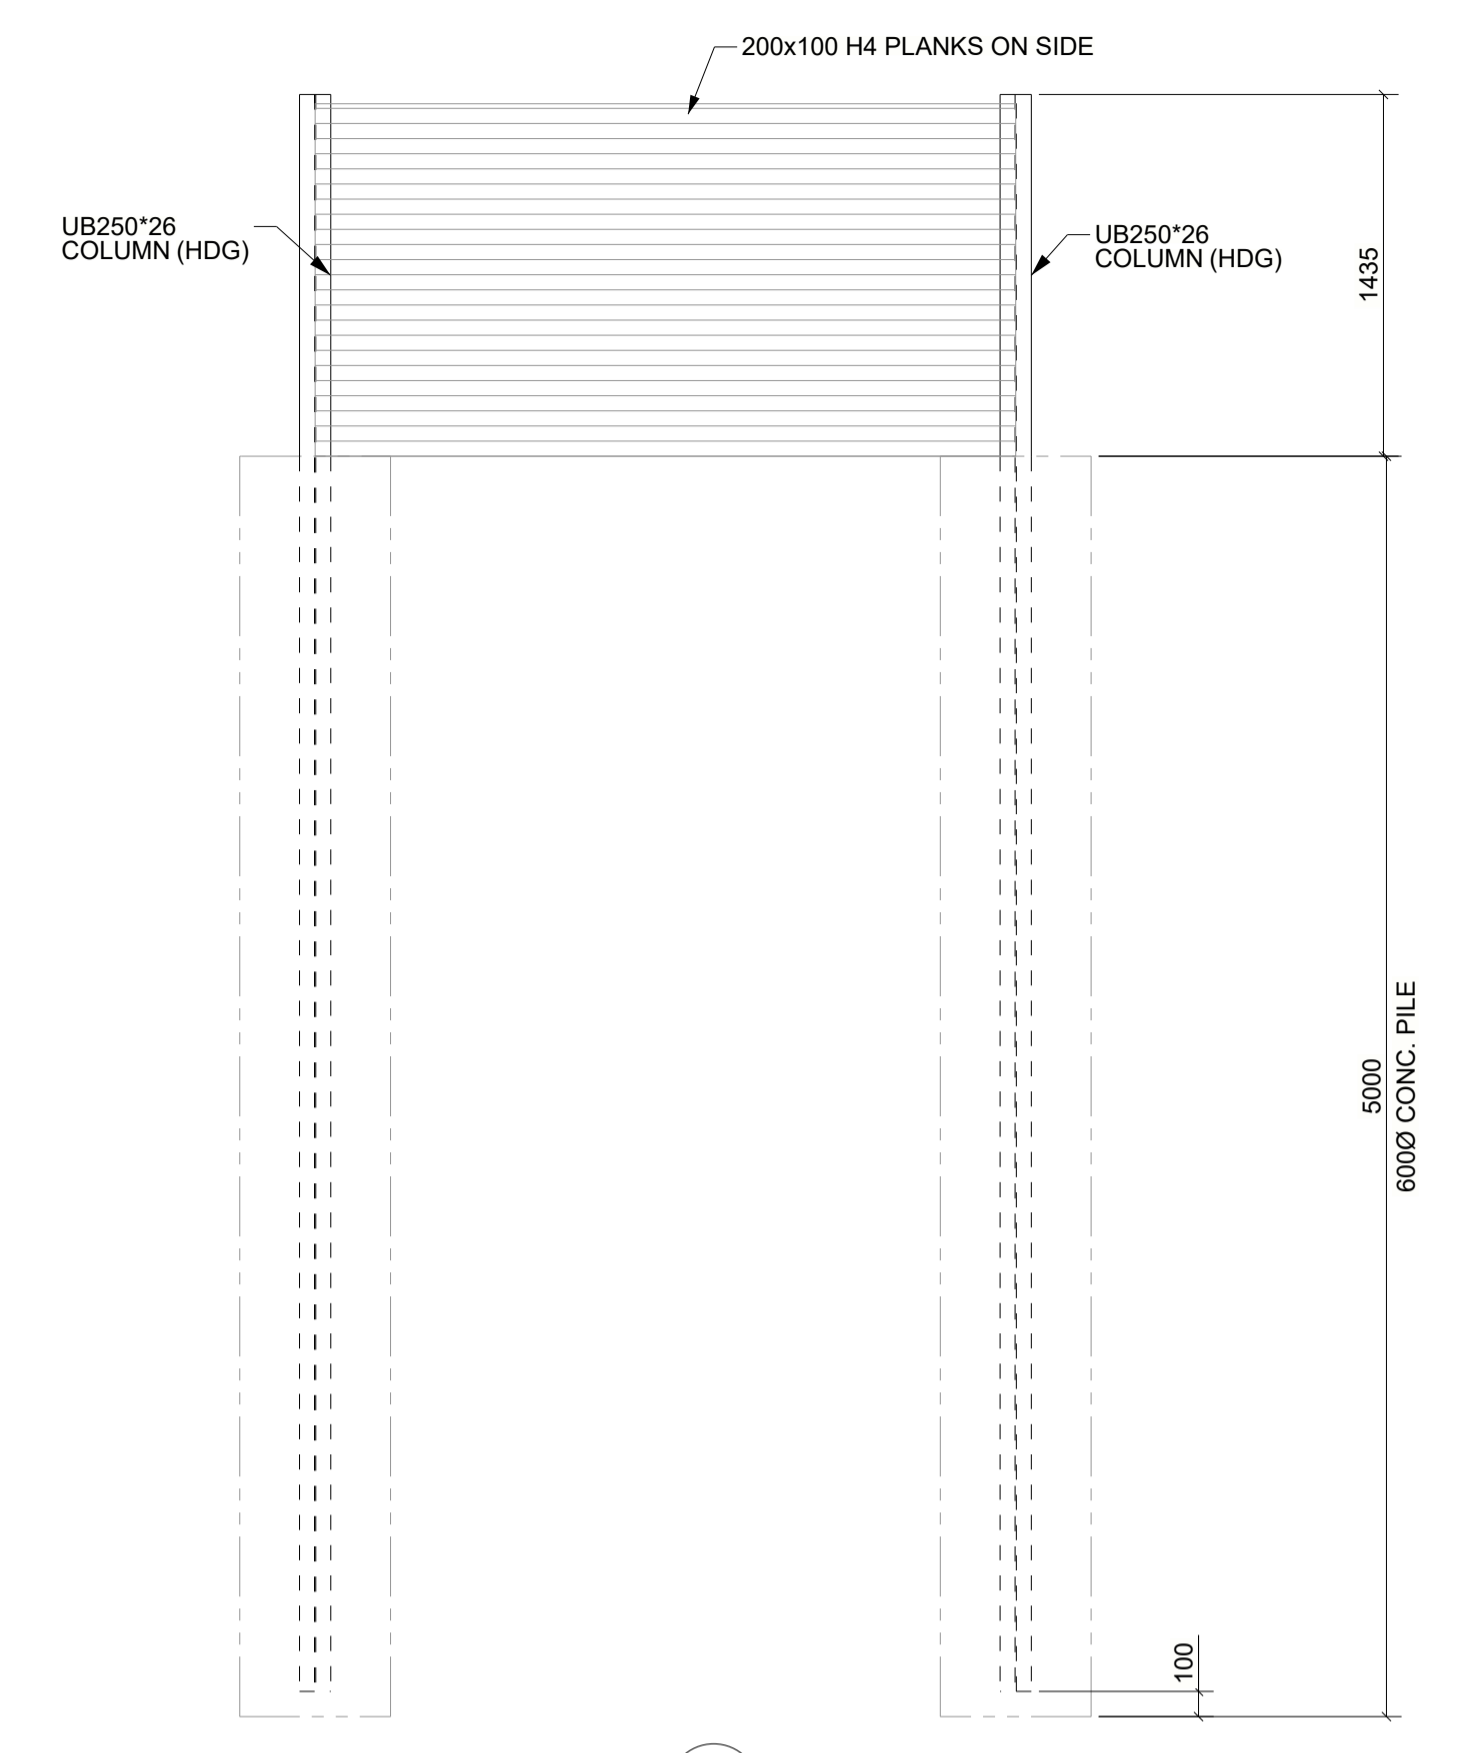 200x100 H4 PLANKS ON SIDE
UB250*26
COLUMN (HDG)
UB250*26
COLUMN (HDG)
1435
5000
600Ø CONC. PILE
100